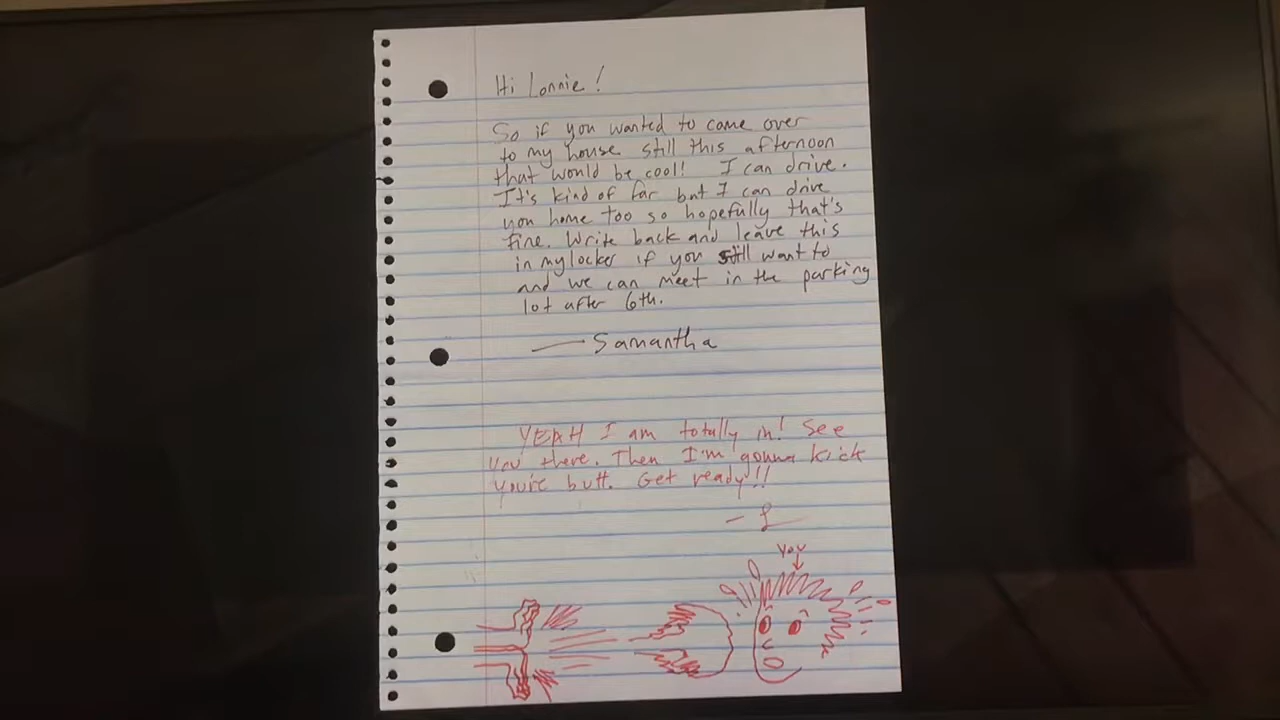 Hi Lonnie!
So if you wanted to come over
to my house still this afternoon
that would be cool! I can drive.
It's kind of far but I can drive
you home too so hopefully that's
fine. Write back and leave this
in my locker if you still want to
and we can meet in the parking
lot after 6th.
— Samantha
YEAH I am totally in! See
you there. Then I'm gonna kick
you're butt. Get ready!!
- L
You